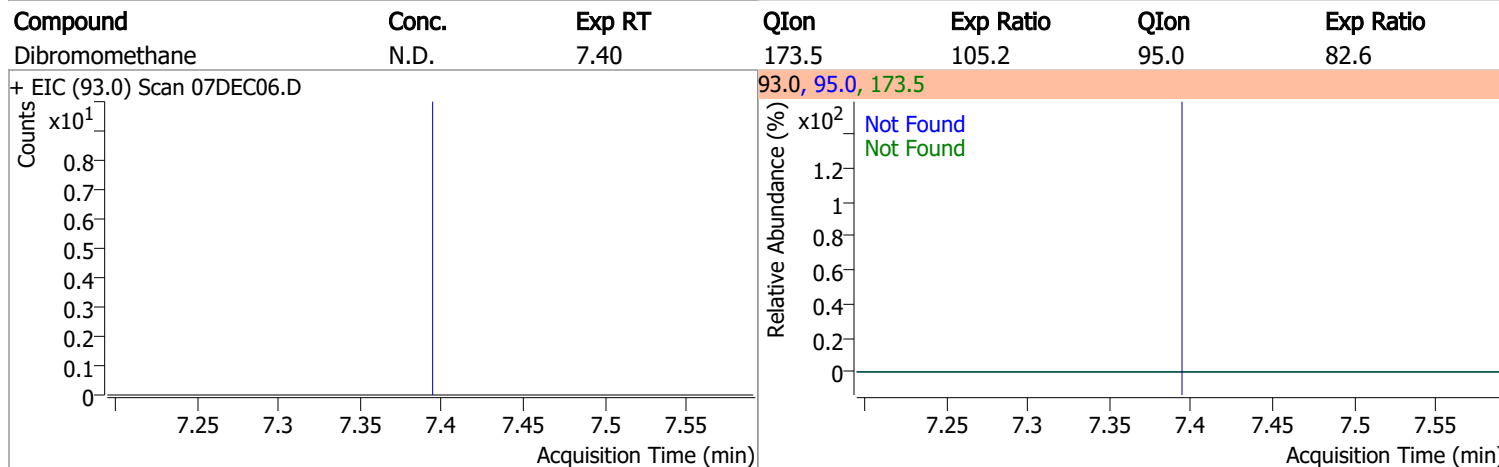 Compound Conc. Exp RT QIon Exp Ratio QIon Exp Ratio
Dibromomethane N.D. 7.40 173.5 105.2 95.0 82.6
+ EIC (93.0) Scan 07DEC06.D
Counts
x10¹
0.8
0.7
0.6
0.5
0.4
0.3
0.2
0.1
0
7.25 7.3 7.35 7.4 7.45 7.5 7.55
Acquisition Time (min)
93.0, 95.0, 173.5
Relative Abundance (%)
x10²
Not Found
Not Found
1.2
1
0.8
0.6
0.4
0.2
0
7.25 7.3 7.35 7.4 7.45 7.5 7.55
Acquisition Time (min)